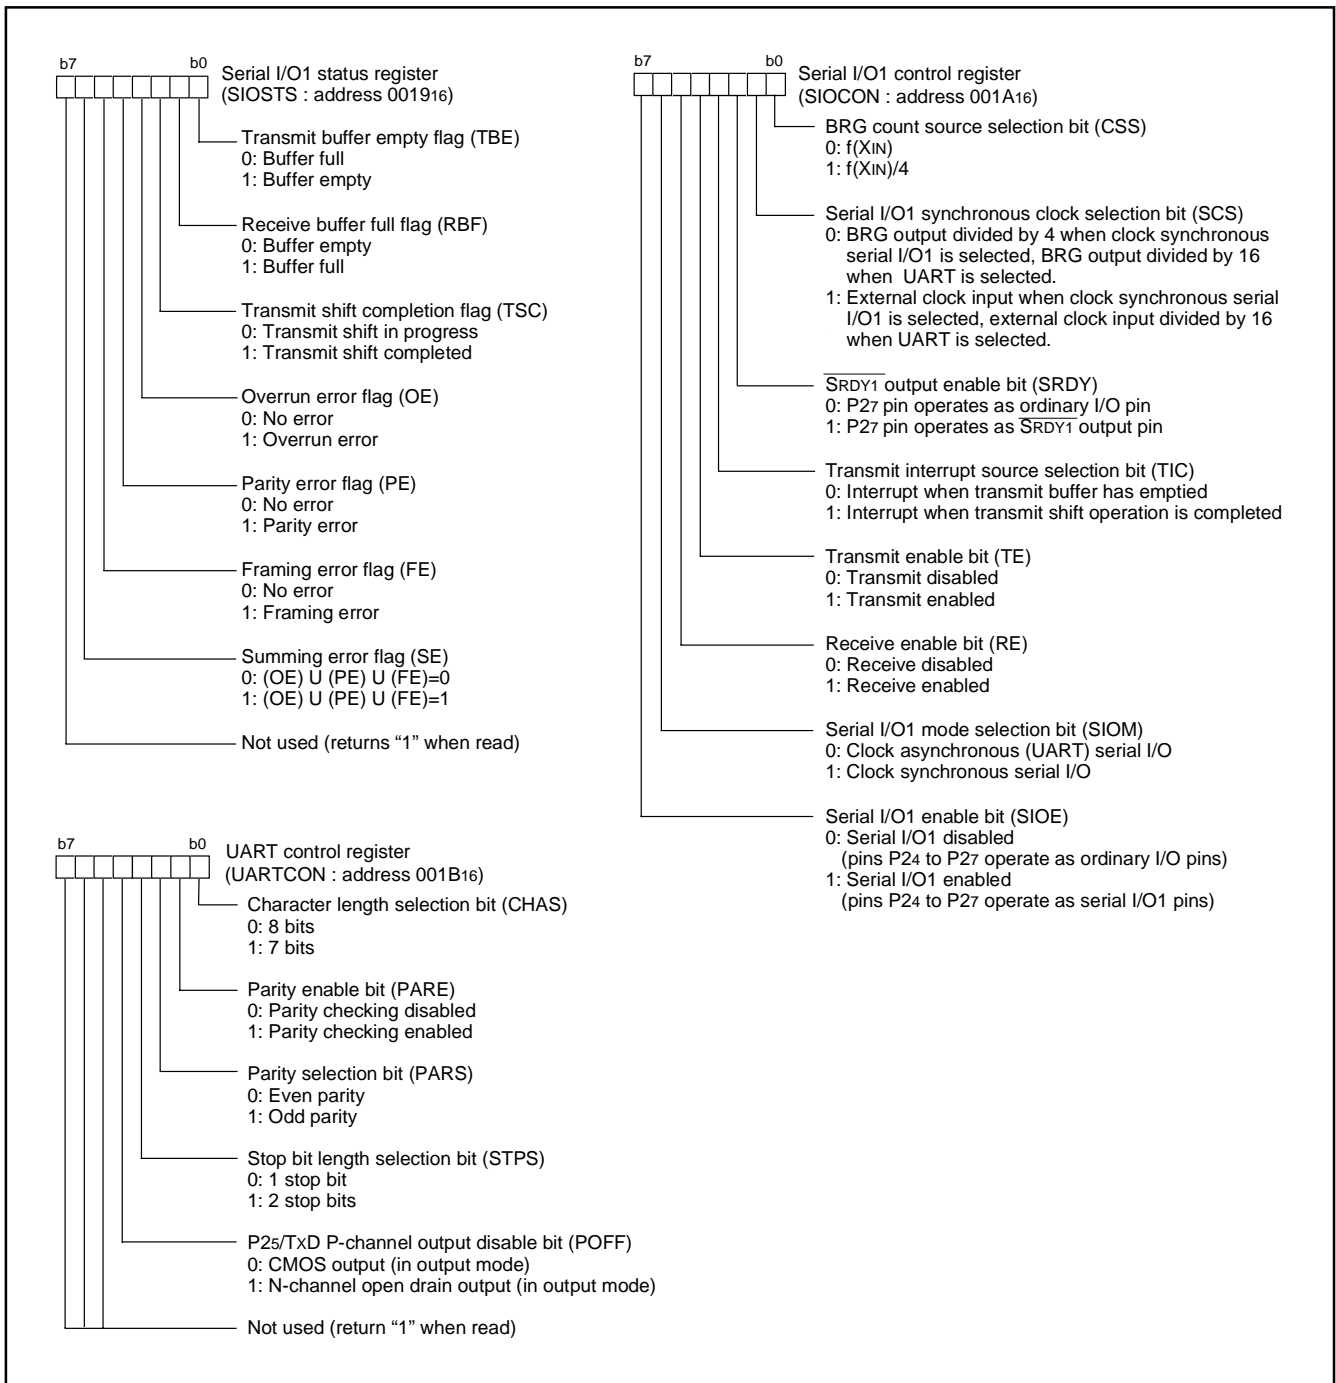 b7 b0
Serial I/O1 status register
(SIOSTS : address 001916)
Transmit buffer empty flag (TBE)
0: Buffer full
1: Buffer empty
Receive buffer full flag (RBF)
0: Buffer empty
1: Buffer full
Transmit shift completion flag (TSC)
0: Transmit shift in progress
1: Transmit shift completed
Overrun error flag (OE)
0: No error
1: Overrun error
Parity error flag (PE)
0: No error
1: Parity error
Framing error flag (FE)
0: No error
1: Framing error
Summing error flag (SE)
0: (OE) U (PE) U (FE)=0
1: (OE) U (PE) U (FE)=1
Not used (returns “1” when read)
b7 b0
UART control register
(UARTCON : address 001B16)
Character length selection bit (CHAS)
0: 8 bits
1: 7 bits
Parity enable bit (PARE)
0: Parity checking disabled
1: Parity checking enabled
Parity selection bit (PARS)
0: Even parity
1: Odd parity
Stop bit length selection bit (STPS)
0: 1 stop bit
1: 2 stop bits
P25/TXD P-channel output disable bit (POFF)
0: CMOS output (in output mode)
1: N-channel open drain output (in output mode)
Not used (return “1” when read)
b7 b0
Serial I/O1 control register
(SIOCON : address 001A16)
BRG count source selection bit (CSS)
0: f(XIN)
1: f(XIN)/4
Serial I/O1 synchronous clock selection bit (SCS)
0: BRG output divided by 4 when clock synchronous
serial I/O1 is selected, BRG output divided by 16
when UART is selected.
1: External clock input when clock synchronous serial
I/O1 is selected, external clock input divided by 16
when UART is selected.
SRDY1 output enable bit (SRDY)
0: P27 pin operates as ordinary I/O pin
1: P27 pin operates as SRDY1 output pin
Transmit interrupt source selection bit (TIC)
0: Interrupt when transmit buffer has emptied
1: Interrupt when transmit shift operation is completed
Transmit enable bit (TE)
0: Transmit disabled
1: Transmit enabled
Receive enable bit (RE)
0: Receive disabled
1: Receive enabled
Serial I/O1 mode selection bit (SIOM)
0: Clock asynchronous (UART) serial I/O
1: Clock synchronous serial I/O
Serial I/O1 enable bit (SIOE)
0: Serial I/O1 disabled
(pins P24 to P27 operate as ordinary I/O pins)
1: Serial I/O1 enabled
(pins P24 to P27 operate as serial I/O1 pins)